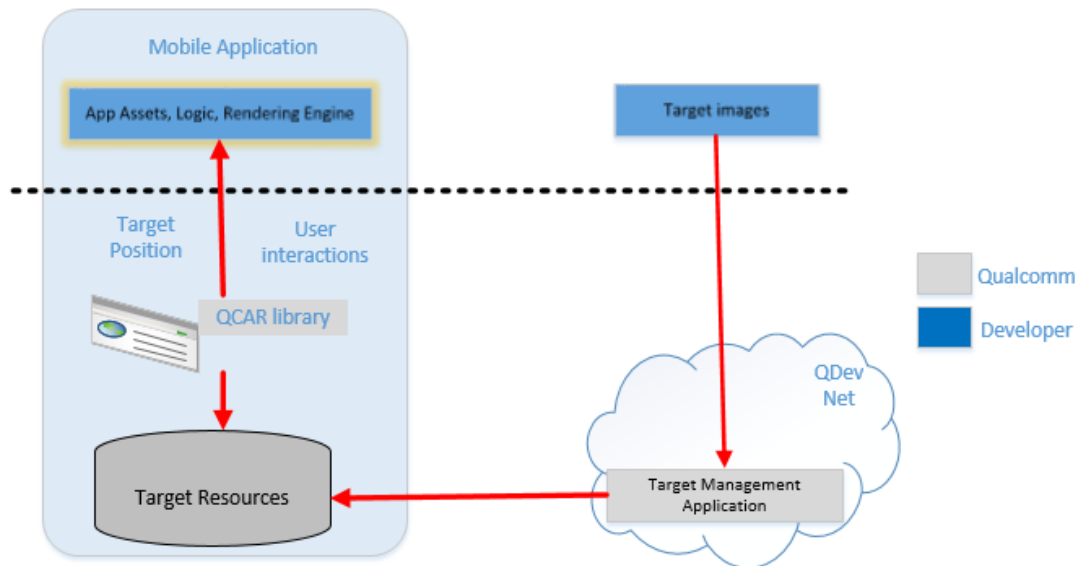 Mobile Application
App Assets, Logic, Rendering Engine
Target images
Target
Position
User
interactions
QCAR library
Qualcomm
Developer
QDev
Net
Target Resources
Target Management
Application